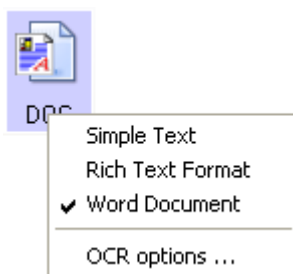 DOC
Simple Text
Rich Text Format
Word Document
OCR options ...